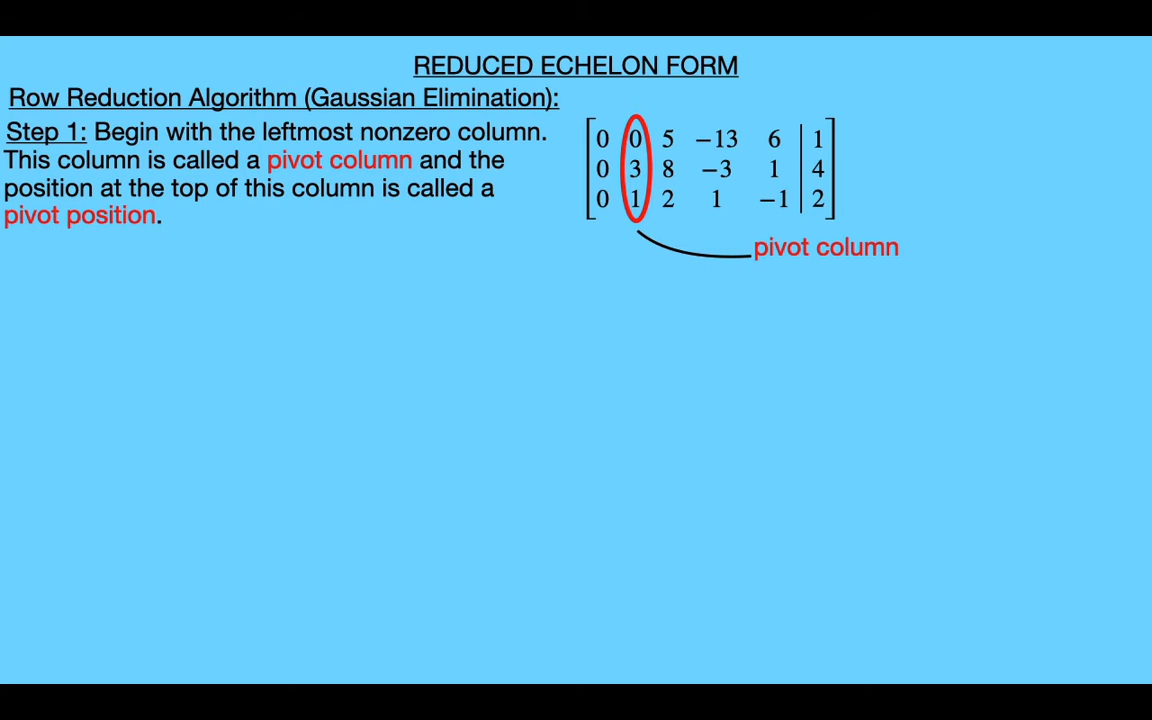 REDUCED ECHELON FORM
Row Reduction Algorithm (Gaussian Elimination):
Step 1: Begin with the leftmost nonzero column.
This column is called a pivot column and the
position at the top of this column is called a
pivot position.
0 0 5 −13 6 1
0 3 8 −3 1 4
0 1 2 1 −1 2
pivot column